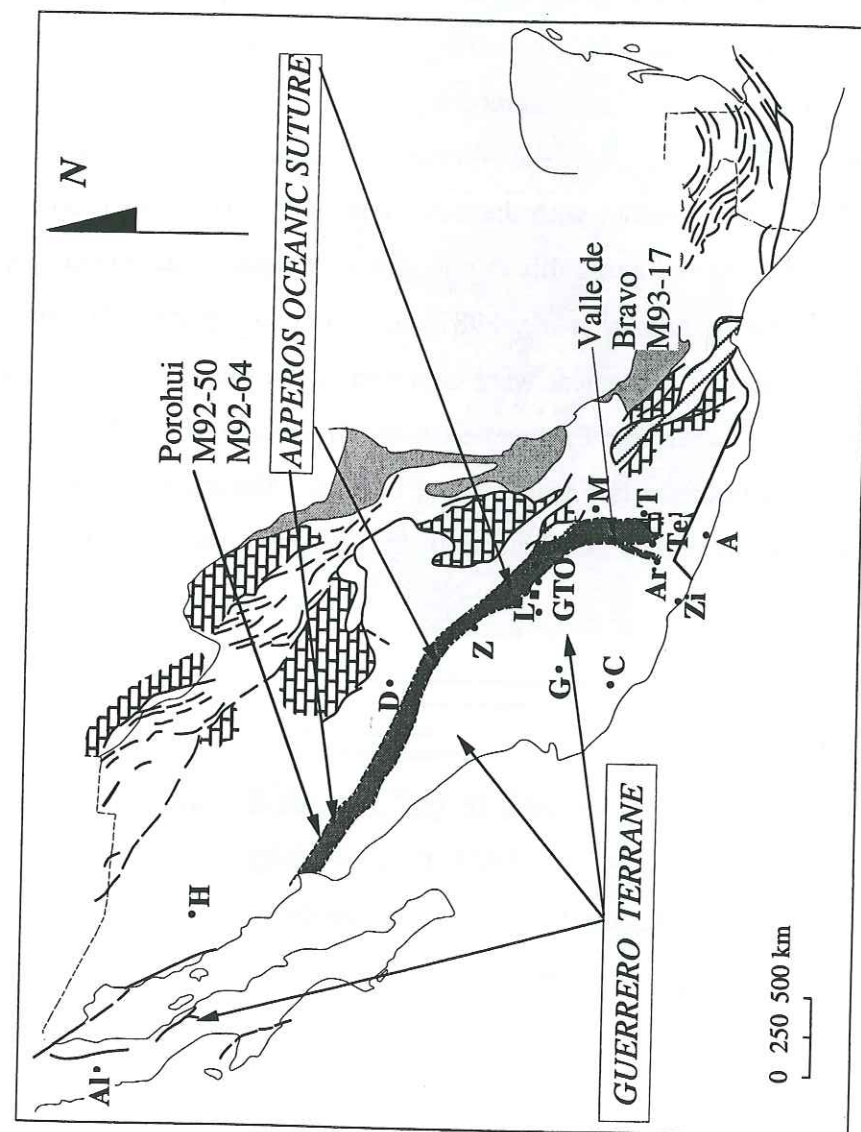 N
Porohui
M92-50
M92-64
ARPEROS OCEANIC SUTURE
Valle de
Bravo
M93-17
Al
H
D
Z
L
GTO
G
C
M
T
Tel
Ar
Zi
A
GUERRERO TERRANE
0 250 500 km